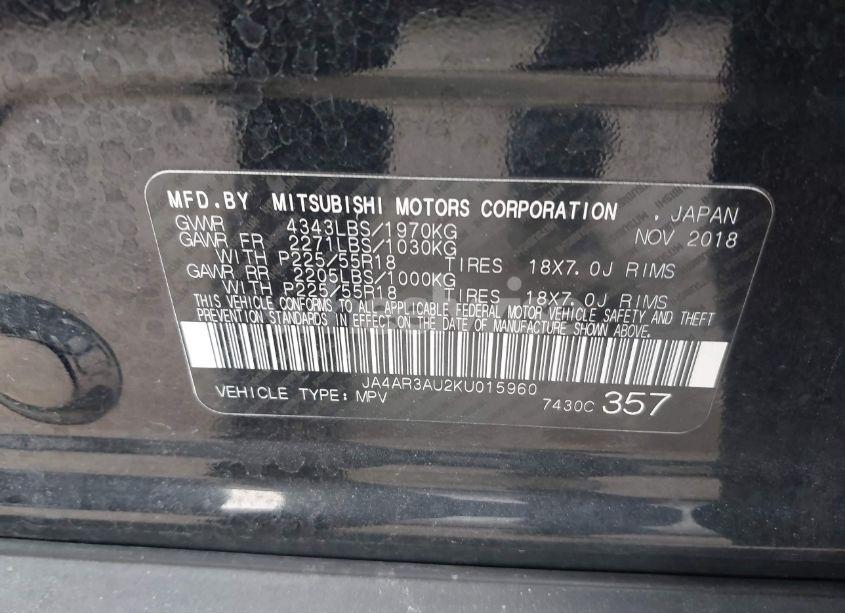 MFD.BY MITSUBISHI MOTORS CORPORATION . JAPAN
GVWR 4343LBS/1970KG NOV 2018
GAWR FR 2271LBS/1030KG
WITH P225/55R18 TIRES 18X7.0J RIMS
GAWR RR 2205LBS/1000KG
WITH P225/55R18 TIRES 18X7.0J RIMS
THIS VEHICLE CONFORMS TO ALL APPLICABLE FEDERAL MOTOR VEHICLE SAFETY AND THEFT
PREVENTION STANDARDS IN EFFECT ON THE DATE OF MANUFACTURE SHOWN ABOVE.
JA4AR3AU2KU015960
VEHICLE TYPE: MPV 7430C 357